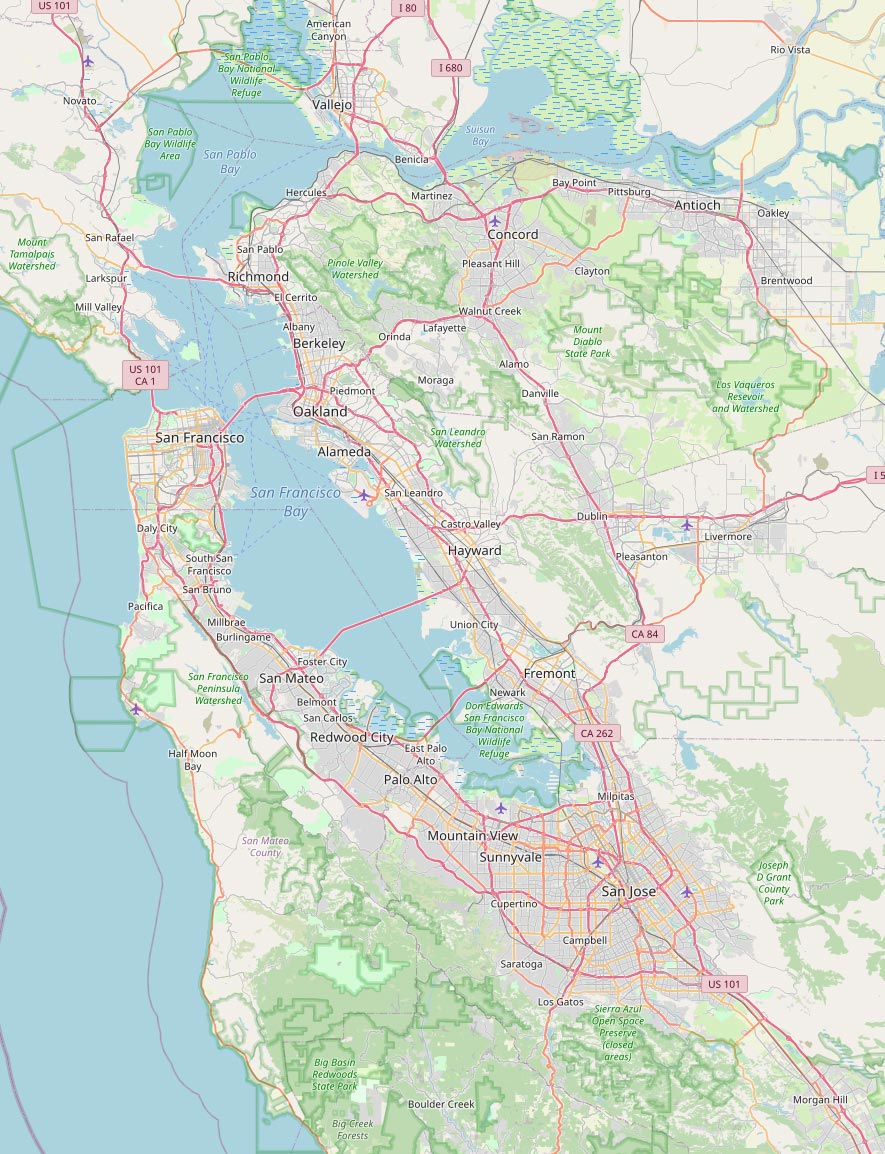 US 101
I 80
American
Canyon
Rio Vista
I 680
San Pablo
Bay National
Wildlife
Refuge
Novato
Vallejo
San Pablo
Bay Wildlife
Area
Suisun
Bay
San Pablo
Bay
Benicia
Hercules
Martinez
Bay Point
Pittsburg
Antioch
Oakley
San Rafael
Mount
Tamalpais
Watershed
San Pablo
Concord
Larkspur
Richmond
Pinole Valley
Watershed
Pleasant Hill
Clayton
Brentwood
El Cerrito
Mill Valley
Albany
Walnut Creek
Berkeley
Orinda
Lafayette
Mount
Diablo
State Park
US 101
CA 1
Alamo
Moraga
Piedmont
Danville
Los Vaqueros
Resevoir
and Watershed
Oakland
San Francisco
San Leandro
Watershed
San Ramon
Alameda
I 5
San Francisco
Bay
San Leandro
Daly City
Castro Valley
Dublin
Livermore
Hayward
Pleasanton
South San
Francisco
San Bruno
Pacifica
Millbrae
Burlingame
Union City
CA 84
Foster City
San Mateo
San Francisco
Peninsula
Watershed
Fremont
Newark
Belmont
San Carlos
Don Edwards
San Francisco
Bay National
Wildlife
Refuge
Redwood City
CA 262
East Palo
Alto
Half Moon
Bay
Palo Alto
Milpitas
Mountain View
San Mateo
County
Sunnyvale
Joseph
D Grant
County
Park
San Jose
Cupertino
Campbell
Saratoga
US 101
Los Gatos
Sierra Azul
Open Space
Preserve
(closed
areas)
Big Basin
Redwoods
State Park
Boulder Creek
Morgan Hill
Big Creek
Forests